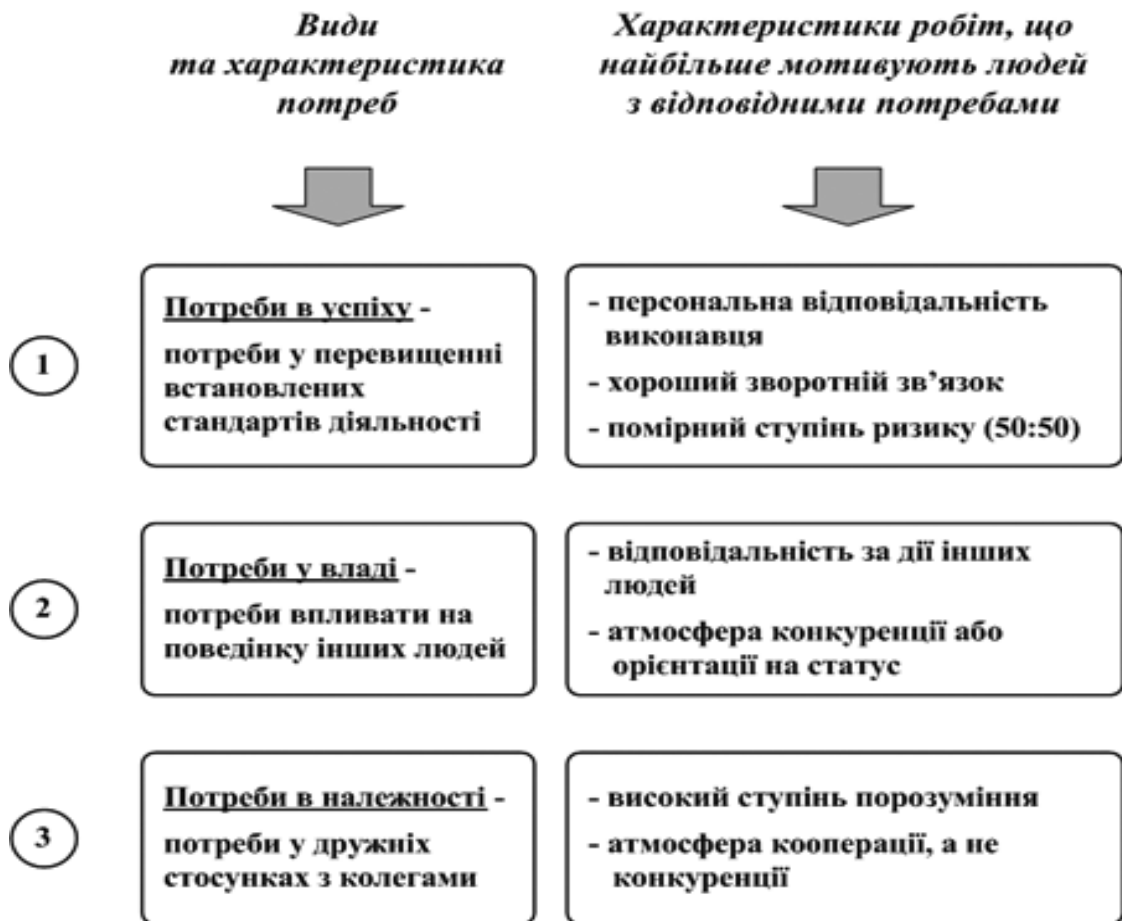 Види
та характеристика
потреб
Характеристики робіт, що
найбільше мотивують людей
з відповідними потребами
1
Потреби в успіху -
потреби у перевищенні
встановлених
стандартів діяльності
- персональна відповідальність
виконавця
- хороший зворотній зв’язок
- помірний ступінь ризику (50:50)
2
Потреби у владі -
потреби впливати на
поведінку інших людей
- відповідальність за дії інших
людей
- атмосфера конкуренції або
орієнтації на статус
3
Потреби в належності -
потреби у дружніх
стосунках з колегами
- високий ступінь порозуміння
- атмосфера кооперації, а не
конкуренції